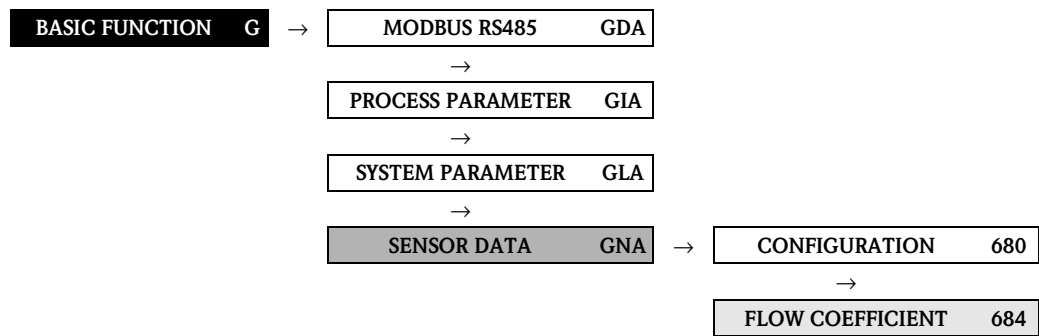 BASIC FUNCTION G → MODBUS RS485 GDA
→
PROCESS PARAMETER GIA
→
SYSTEM PARAMETER GLA
→
SENSOR DATA GNA → CONFIGURATION 680
→
FLOW COEFFICIENT 684